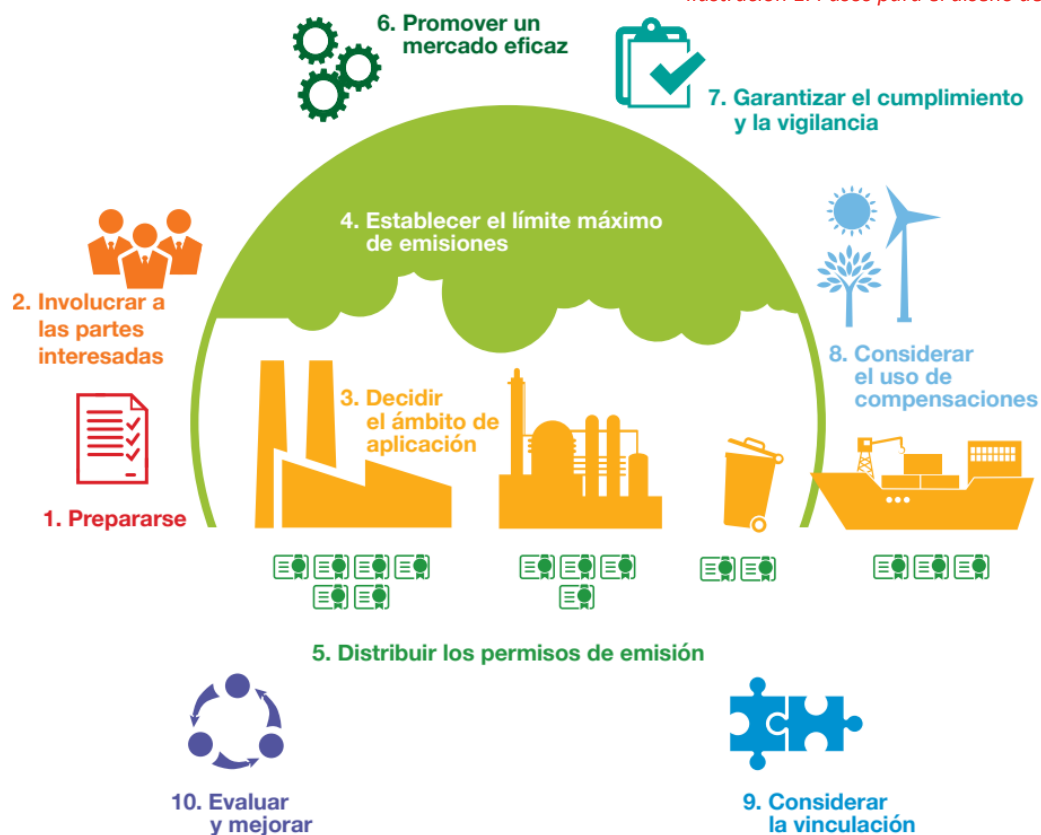 6. Promover un
mercado eficaz
7. Garantizar el cumplimiento
y la vigilancia
4. Establecer el límite máximo
de emisiones
2. Involucrar a
las partes
interesadas
8. Considerar
el uso de
compensaciones
3. Decidir
el ámbito de
aplicación
1. Prepararse
5. Distribuir los permisos de emisión
10. Evaluar
y mejorar
9. Considerar
la vinculación